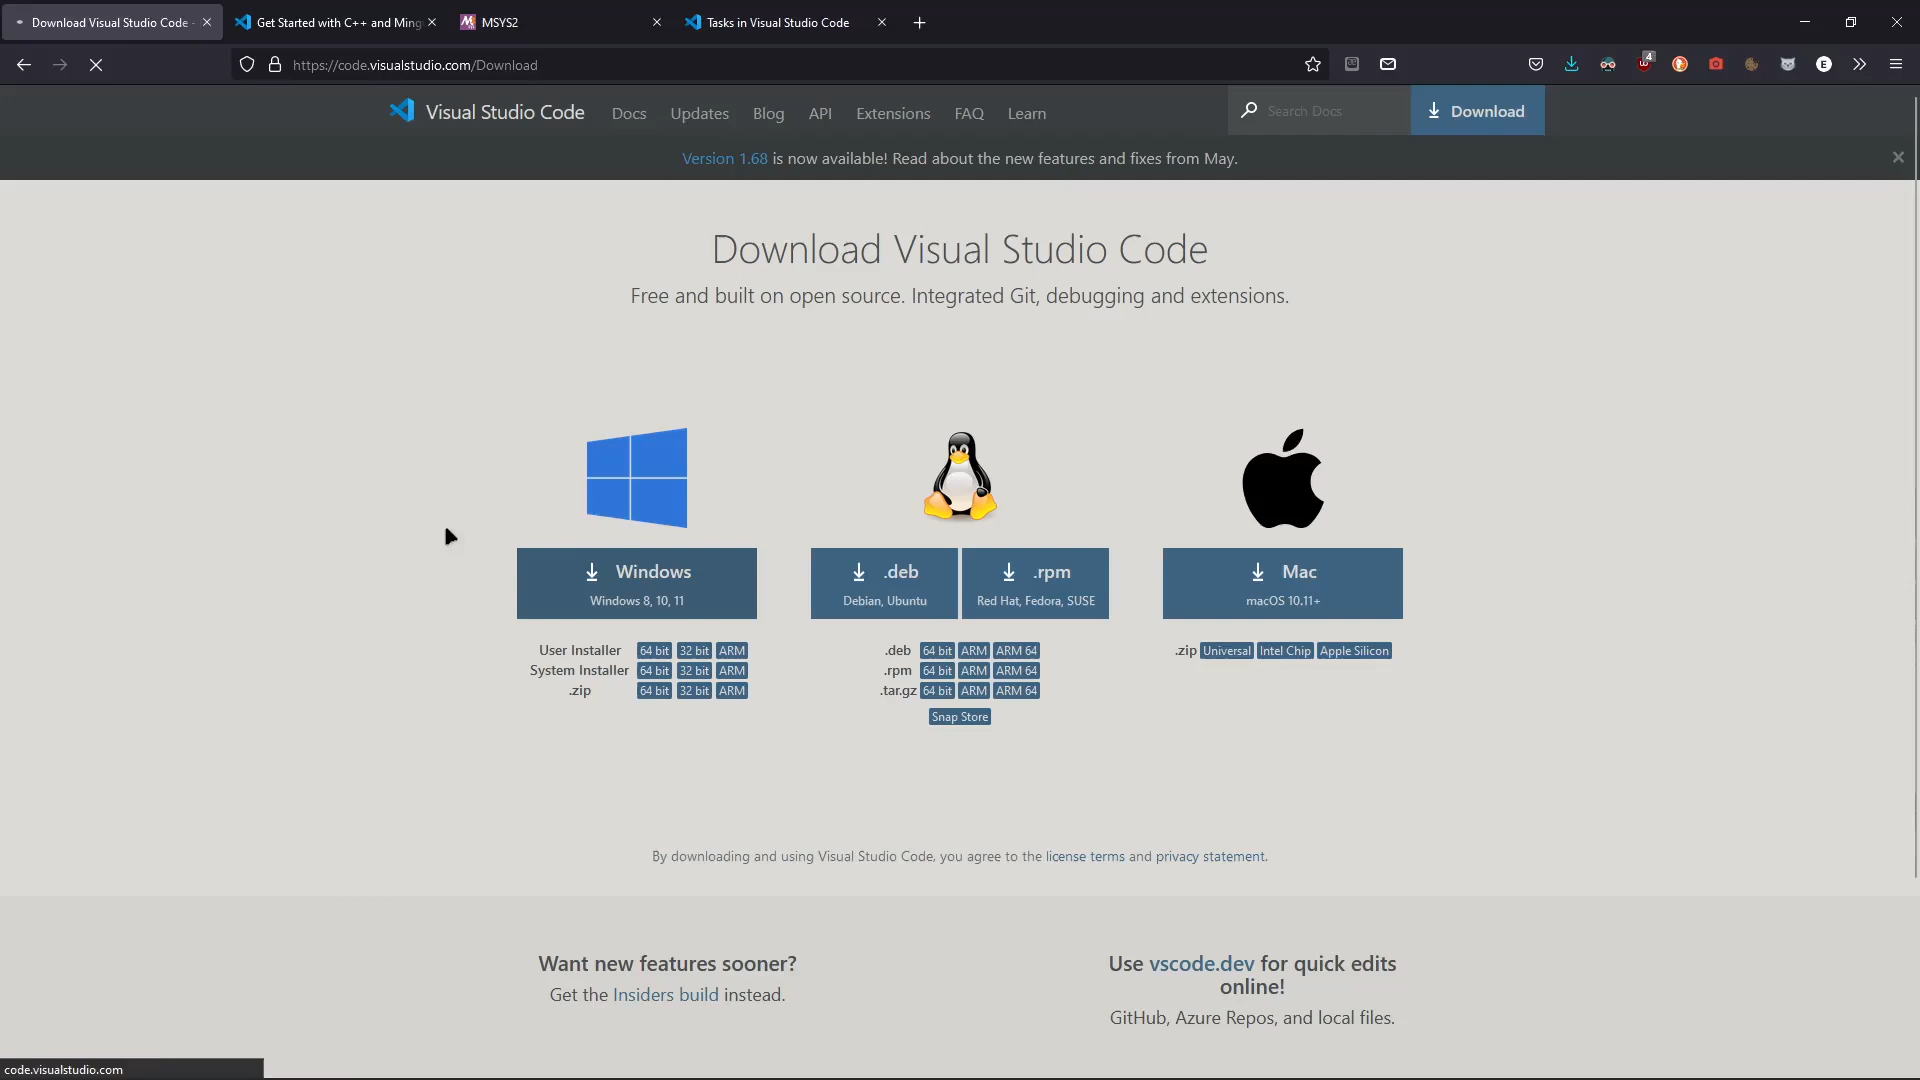 Download Visual Studio Code -
Get Started with C++ and Ming
MSYS2
Tasks in Visual Studio Code
https://code.visualstudio.com/Download
4
E
Visual Studio Code
Docs
Updates
Blog
API
Extensions
FAQ
Learn
Search Docs
Download
Version 1.68 is now available! Read about the new features and fixes from May.
Download Visual Studio Code
Free and built on open source. Integrated Git, debugging and extensions.
Windows
Windows 8, 10, 11
.deb
Debian, Ubuntu
.rpm
Red Hat, Fedora, SUSE
Mac
macOS 10.11+
User Installer 64 bit 32 bit ARM
System Installer 64 bit 32 bit ARM
.zip 64 bit 32 bit ARM
.deb 64 bit ARM ARM 64
.rpm 64 bit ARM ARM 64
.tar.gz 64 bit ARM ARM 64
Snap Store
.zip Universal Intel Chip Apple Silicon
By downloading and using Visual Studio Code, you agree to the license terms and privacy statement.
Want new features sooner?
Get the Insiders build instead.
Use vscode.dev for quick edits
online!
GitHub, Azure Repos, and local files.
code.visualstudio.com